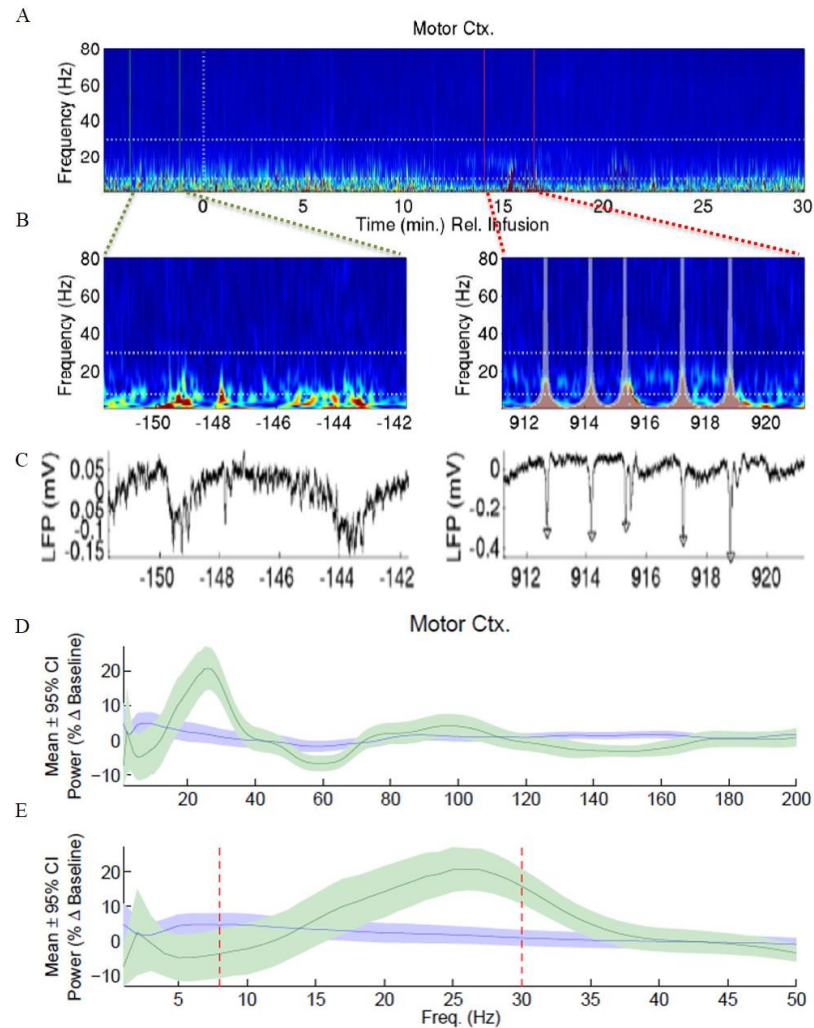 A
Motor Ctx.
Frequency (Hz)
80
60
40
20
0 5 10 15 20 25 30
Time (min.) Rel. Infusion
B
Frequency (Hz)
80
60
40
20
-150 -148 -146 -144 -142
Frequency (Hz)
80
60
40
20
912 914 916 918 920
C
LFP (mV)
0.05
0
0.05
-0.1
-0.15
-150 -148 -146 -144 -142
LFP (mV)
0
-0.2
-0.4
912 914 916 918 920
D
Motor Ctx.
Mean ± 95% CI
Power (% Δ Baseline)
20
10
0
−10
20 40 60 80 100 120 140 160 180 200
E
Mean ± 95% CI
Power (% Δ Baseline)
20
10
0
−10
5 10 15 20 25 30 35 40 45 50
Freq. (Hz)